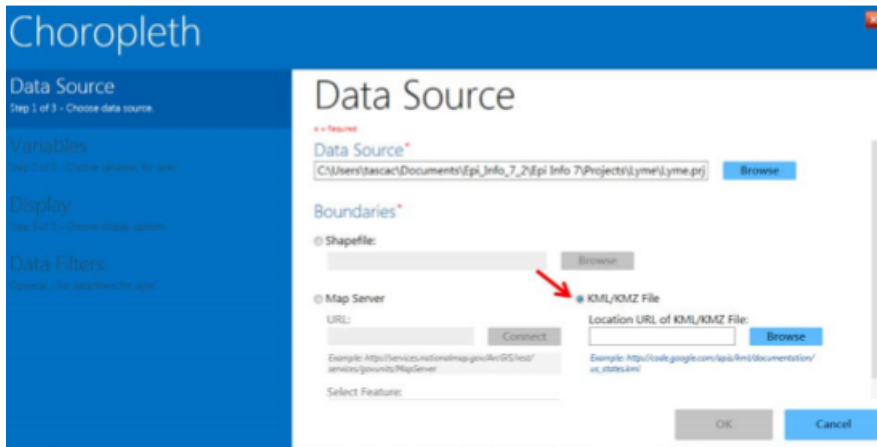 Choropleth
Data Source
Step 1 of 3 - Choose data source.
Variables
Display
Data Filters
Data Source
* = Required
Data Source*
C:\Users\tascac\Documents\Epi_Info_7_2\Epi Info 7\Projects\Lyme\Lyme.prj
Browse
Boundaries*
Shapefile:
Browse
Map Server
URL:
Connect
Example: http://services.nationalmap.gov/ArcGIS/rest/
services/govunits/MapServer
Select Feature:
KML/KMZ File
Location URL of KML/KMZ File:
Browse
Example: http://code.google.com/apis/kml/documentation/
us_states.kml
OK
Cancel